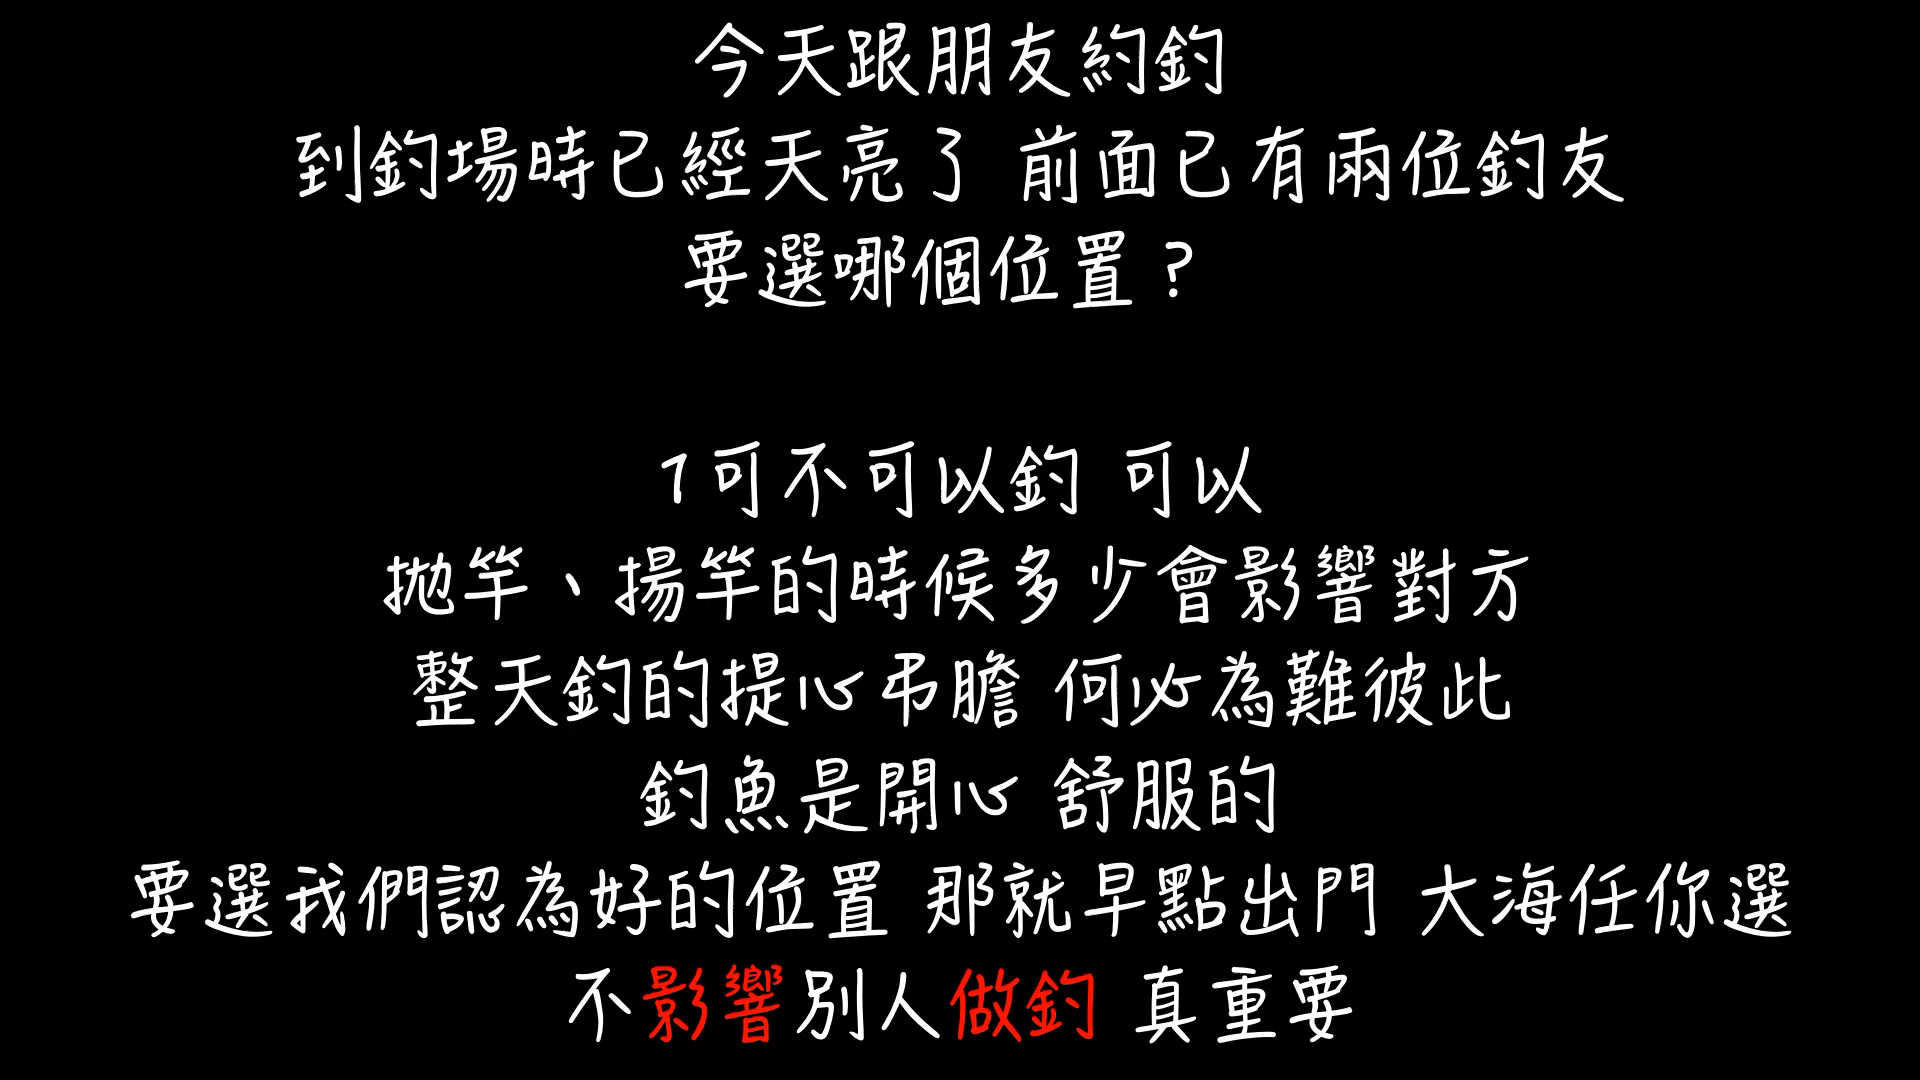 今天跟朋友約釣
到釣場時已經天亮了 前面已有兩位釣友
要選哪個位置？
1可不可以釣 可以
拋竿、揚竿的時候多少會影響對方
整天釣的提心弔膽 何必為難彼此
釣魚是開心 舒服的
要選我們認為好的位置 那就早點出門 大海任你選
不影響別人做釣 真重要